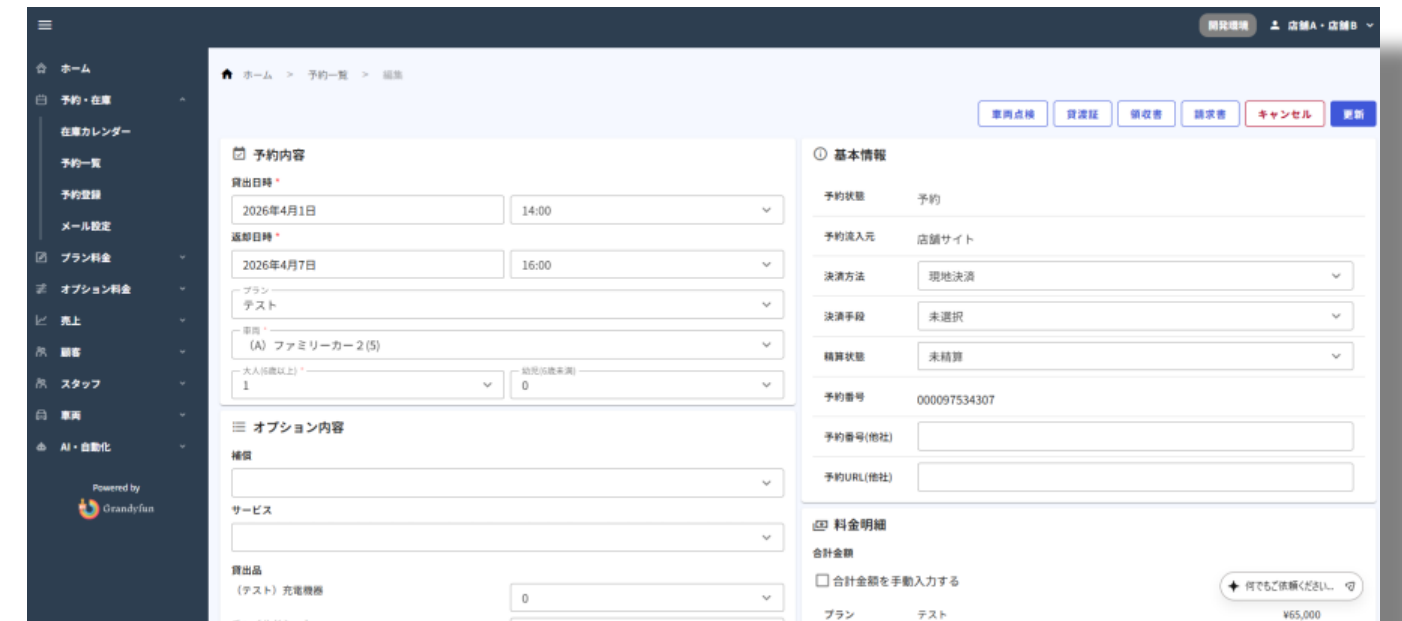 開発環境
店舗A・店舗B
ホーム
予約・在庫
在庫カレンダー
予約一覧
予約登録
メール設定
プラン料金
オプション料金
売上
顧客
スタッフ
車両
AI・自動化
Powered by
Grandyfun
ホーム > 予約一覧 > 編集
車両点検
貸渡証
領収書
請求書
キャンセル
更新
予約内容
貸出日時 *
2026年4月1日
14:00
返却日時 *
2026年4月7日
16:00
プラン
テスト
車両 *
(A) ファミリーカー2(5)
大人(6歳以上) *
1
幼児(6歳未満)
0
オプション内容
補償
サービス
貸出品
(テスト) 充電機器
0
基本情報
予約状態 予約
予約流入元 店舗サイト
決済方法 現地決済
決済手段 未選択
精算状態 未精算
予約番号 000097534307
予約番号(他社)
予約URL(他社)
料金明細
合計金額
合計金額を手動入力する
何でもご依頼ください...
プラン テスト ¥65,000